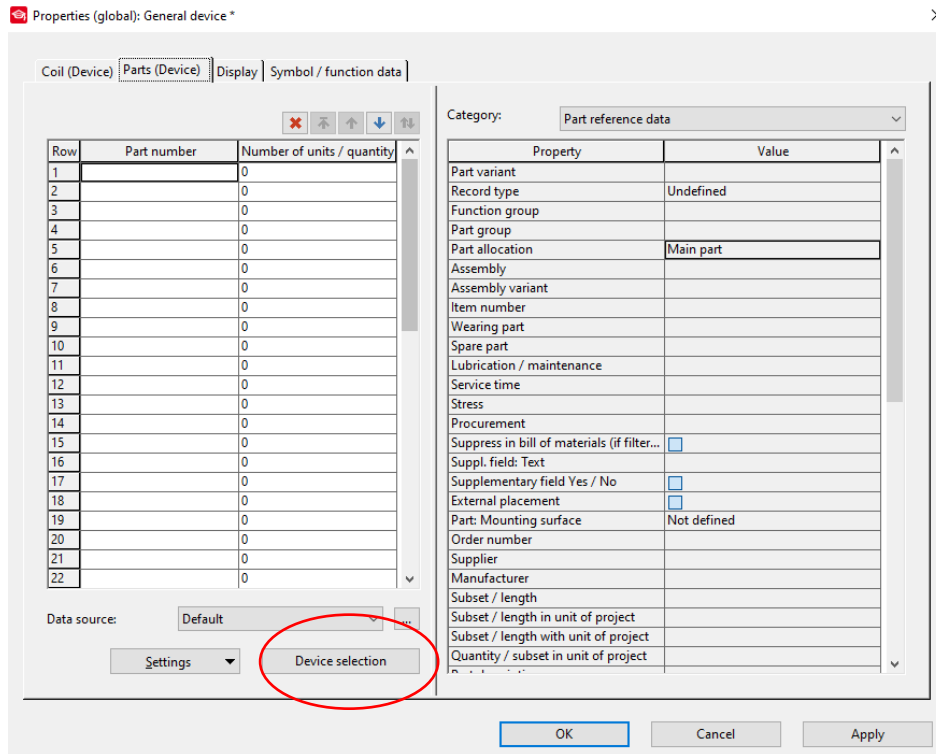 Properties (global): General device *
Coil (Device) Parts (Device) Display Symbol / function data
Category: Part reference data
Row Part number Number of units / quantity
1 0
2 0
3 0
4 0
5 0
6 0
7 0
8 0
9 0
10 0
11 0
12 0
13 0
14 0
15 0
16 0
17 0
18 0
19 0
20 0
21 0
22 0
Data source: Default ...
Settings Device selection
Property Value
Part variant
Record type Undefined
Function group
Part group
Part allocation Main part
Assembly
Assembly variant
Item number
Wearing part
Spare part
Lubrication / maintenance
Service time
Stress
Procurement
Suppress in bill of materials (if filter...
Suppl. field: Text
Supplementary field Yes / No
External placement
Part: Mounting surface Not defined
Order number
Supplier
Manufacturer
Subset / length
Subset / length in unit of project
Subset / length with unit of project
Quantity / subset in unit of project
OK Cancel Apply